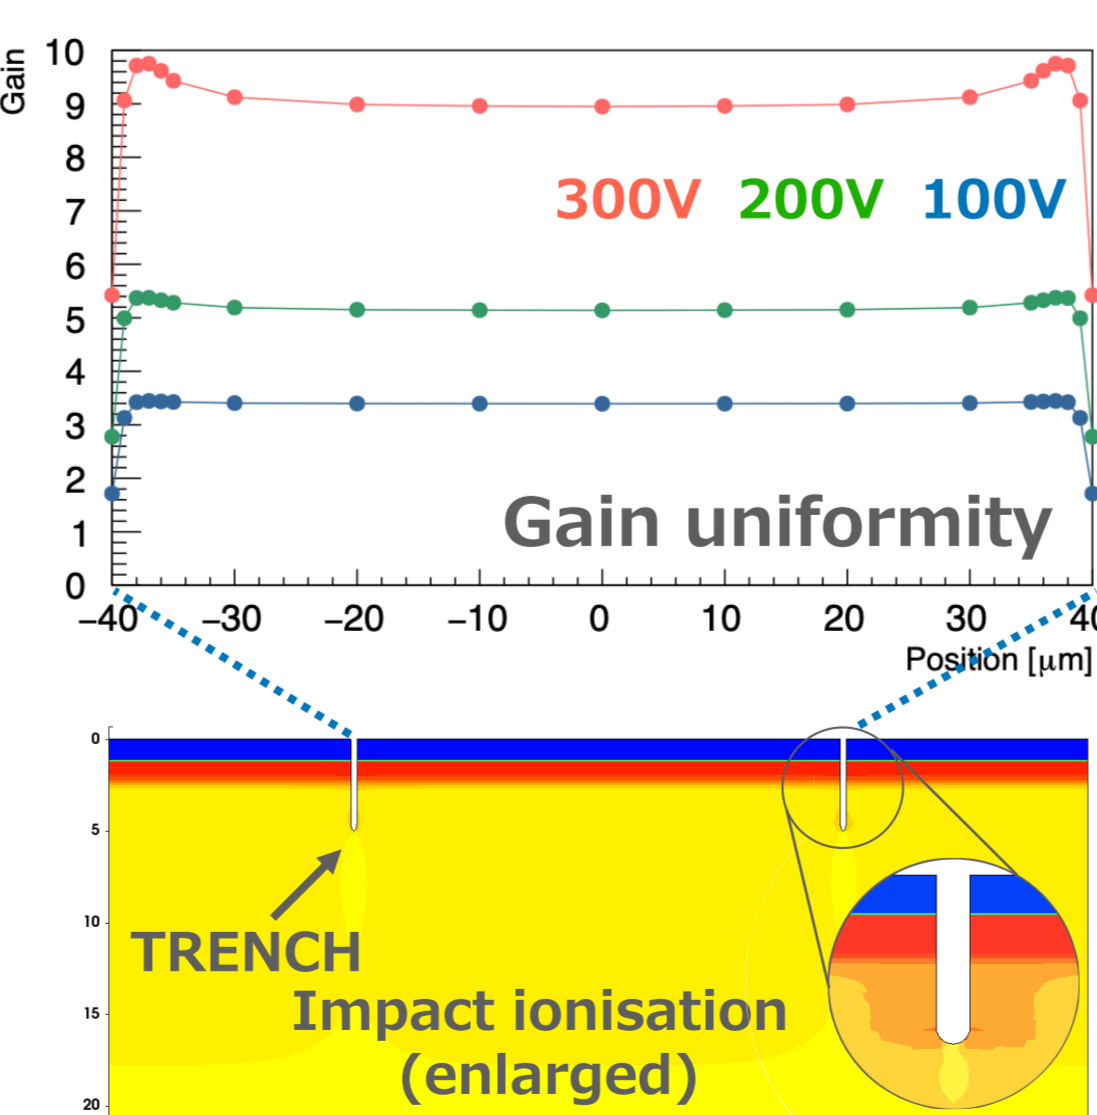 10
Gain
9
8
7
300V 200V 100V
6
5
4
3
2
Gain uniformity
1
0
−40 −30 −20 −10 0 10 20 30 40
Position [μm]
0
5
10
TRENCH
Impact ionisation
15
(enlarged)
20